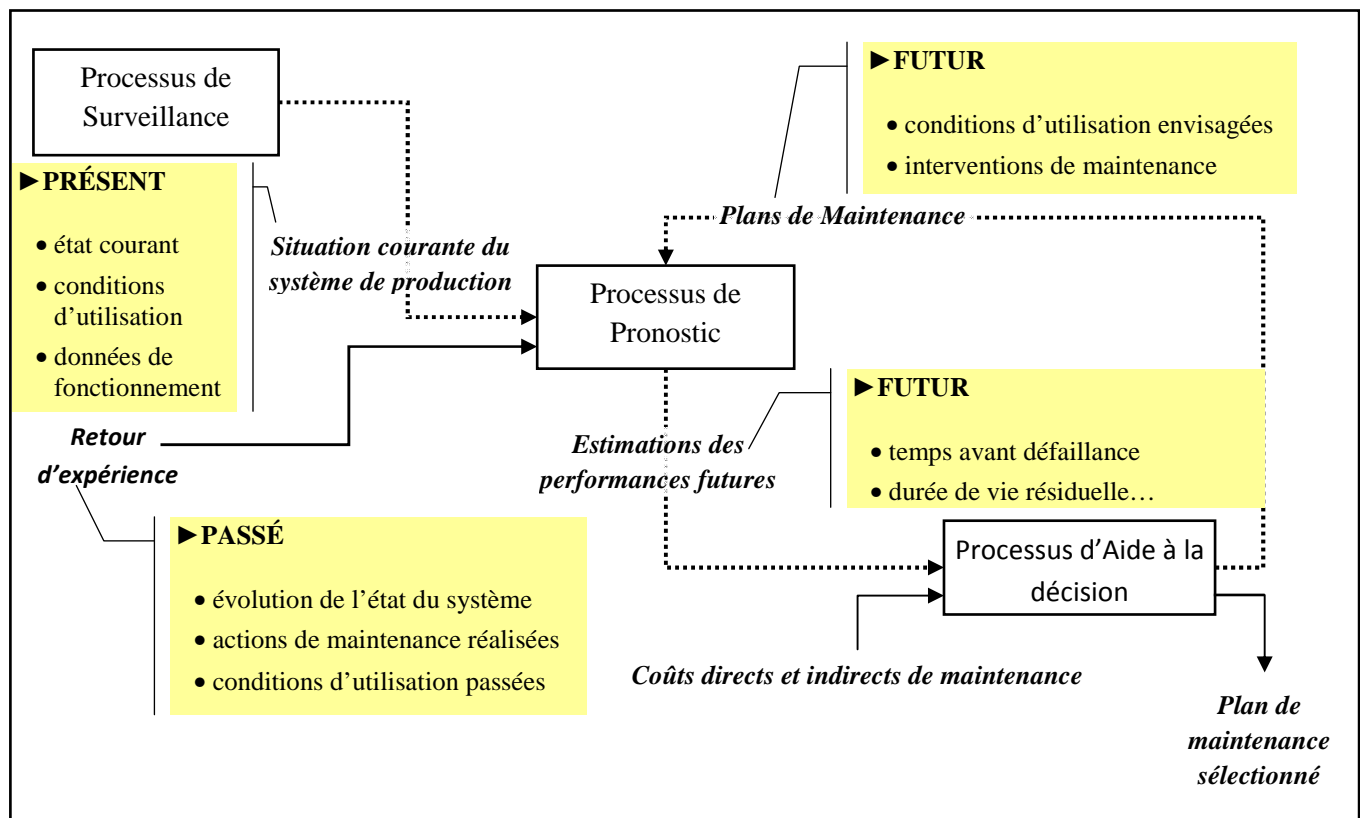 Processus de
Surveillance
►FUTUR
• conditions d'utilisation envisagées
• interventions de maintenance
►PRÉSENT
• état courant
• conditions
d'utilisation
• données de
fonctionnement
Situation courante du
système de production
Plans de Maintenance
Processus de
Pronostic
►FUTUR
• temps avant défaillance
• durée de vie résiduelle…
Retour
d'expérience
Estimations des
performances futures
►PASSÉ
• évolution de l'état du système
• actions de maintenance réalisées
• conditions d'utilisation passées
Processus d'Aide à la
décision
Coûts directs et indirects de maintenance
Plan de
maintenance
sélectionné